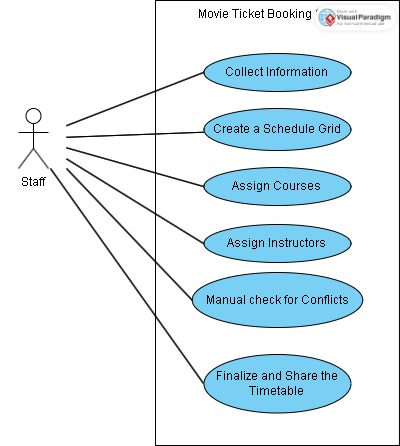 Movie Ticket Booking
Made with
Visual Paradigm
For non-commercial use
Collect Information
Create a Schedule Grid
Assign Courses
Staff
Assign Instructors
Manual check for Conflicts
Finalize and Share the
Timetable